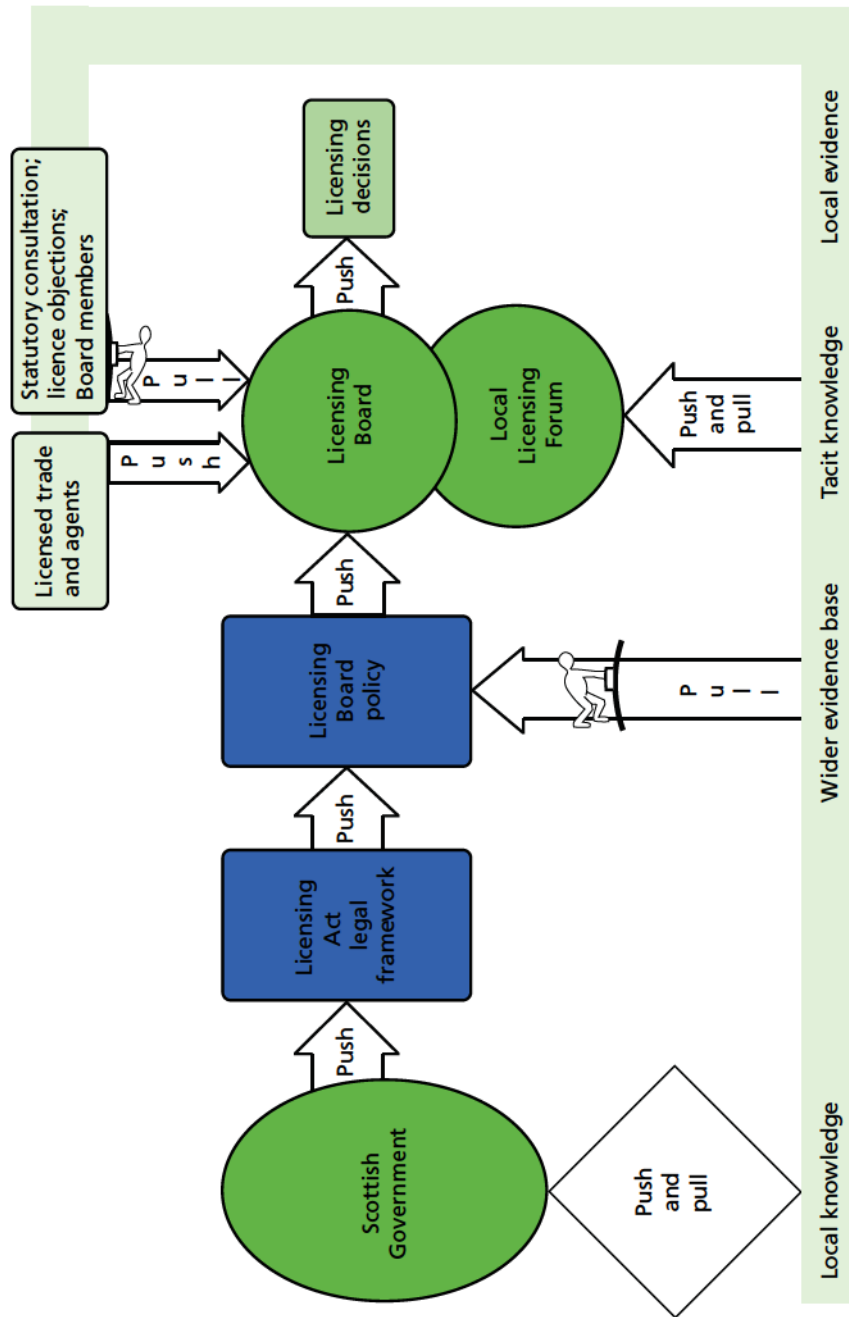 Licensed trade
and agents
Statutory consultation;
licence objections;
Board members
Push
Pull
Scottish
Government
Push
Licensing
Act
legal
framework
Push
Licensing
Board
policy
Push
Licensing
Board
Push
Licensing
decisions
Local
Licensing
Forum
Push
and
pull
Pull
Push
and
pull
Local knowledge
Wider evidence base
Tacit knowledge
Local evidence